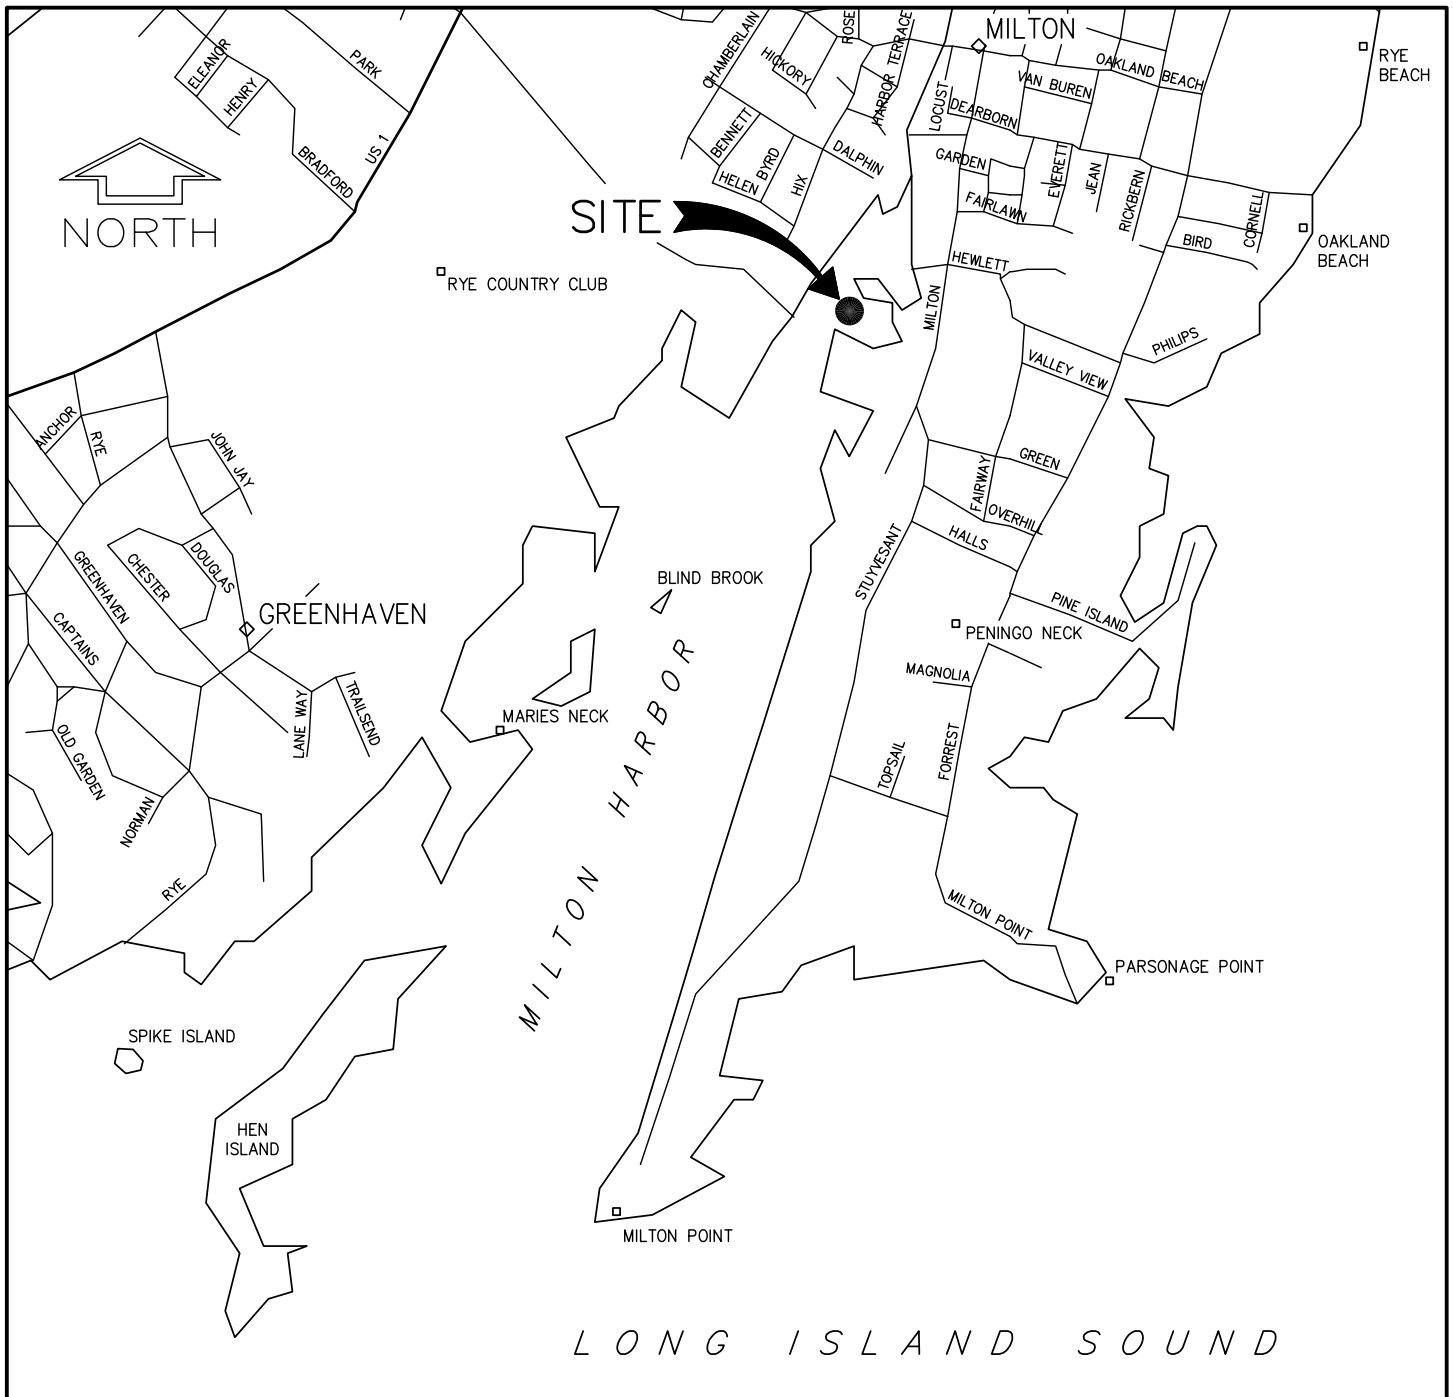 MILTON
ROSE
CHAMBERLAIN
HICKORY
HARBOR TERRACE
ELEANOR
PARK
HENRY
RYE
BEACH
OAKLAND BEACH
VAN BUREN
LOCUST
DEARBORN
US 1
BRADFORD
BENNETT
BYRD
HELEN
HIX
DALPHIN
GARDEN
EVERETT
JEAN
RICKBERN
FAIRLAWN
CORNELL
BIRD
OAKLAND
BEACH
NORTH
SITE
RYE COUNTRY CLUB
HEWLETT
MILTON
PHILIPS
VALLEY VIEW
ANCHOR
RYE
JOHN JAY
GREEN
FAIRWAY
OVERHILL
HALLS
STUYVESANT
DOUGLAS
CHESTER
GREENHAVEN
CAPTAINS
GREENHAVEN
BLIND BROOK
PINE ISLAND
PENINGO NECK
MAGNOLIA
LANE WAY
TRAILSEND
MARIES NECK
OLD GARDEN
NORMAN
TOPSAIL
FORREST
RYE
MILTON HARBOR
MILTON POINT
PARSONAGE POINT
SPIKE ISLAND
HEN
ISLAND
MILTON POINT
LONG ISLAND SOUND